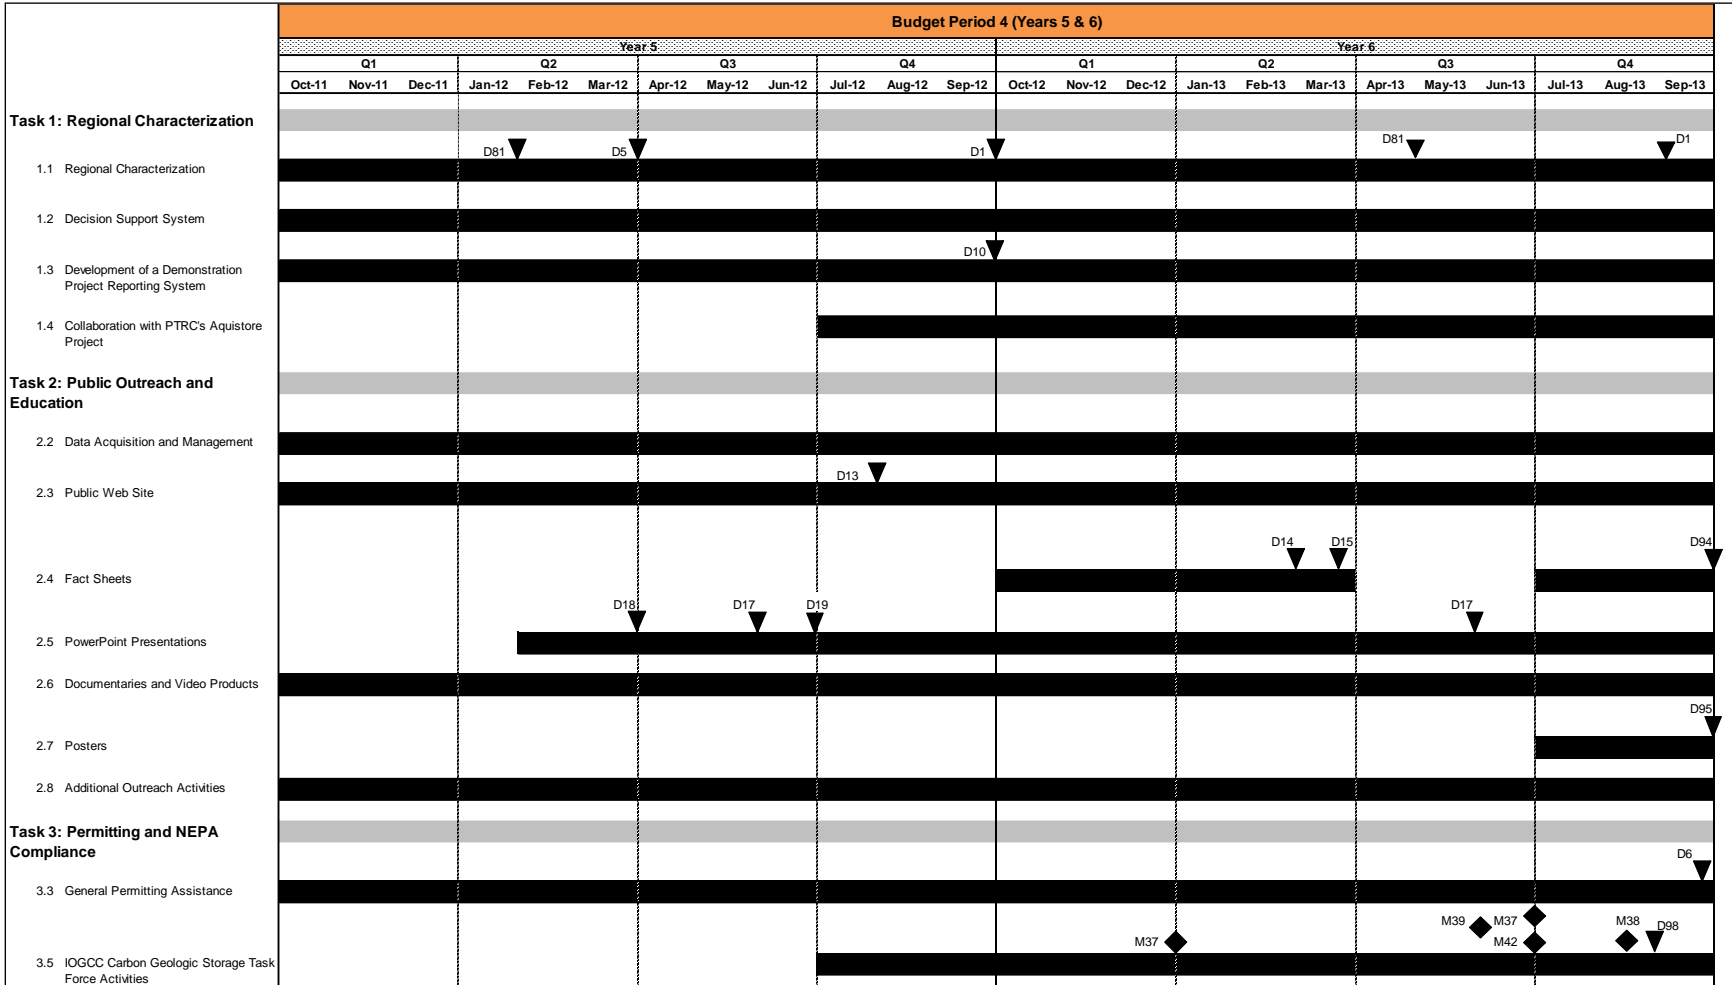 Budget Period 4 (Years 5 & 6)
Year 5 Year 6
Q1 Q2 Q3 Q4 Q1 Q2 Q3 Q4
Oct-11 Nov-11 Dec-11 Jan-12 Feb-12 Mar-12 Apr-12 May-12 Jun-12 Jul-12 Aug-12 Sep-12 Oct-12 Nov-12 Dec-12 Jan-13 Feb-13 Mar-13 Apr-13 May-13 Jun-13 Jul-13 Aug-13 Sep-13
Task 1: Regional Characterization
D81 D5 D1 D81 D1
1.1 Regional Characterization
1.2 Decision Support System
D10
1.3 Development of a Demonstration
Project Reporting System
1.4 Collaboration with PTRC's Aquistore
Project
Task 2: Public Outreach and
Education
2.2 Data Acquisition and Management
D13
2.3 Public Web Site
D14 D15 D94
2.4 Fact Sheets
D18 D17 D19 D17
2.5 PowerPoint Presentations
2.6 Documentaries and Video Products
D95
2.7 Posters
2.8 Additional Outreach Activities
Task 3: Permitting and NEPA
Compliance
D6
3.3 General Permitting Assistance
M39 M37 M38 D98
M37 M42
3.5 IOGCC Carbon Geologic Storage Task
Force Activities